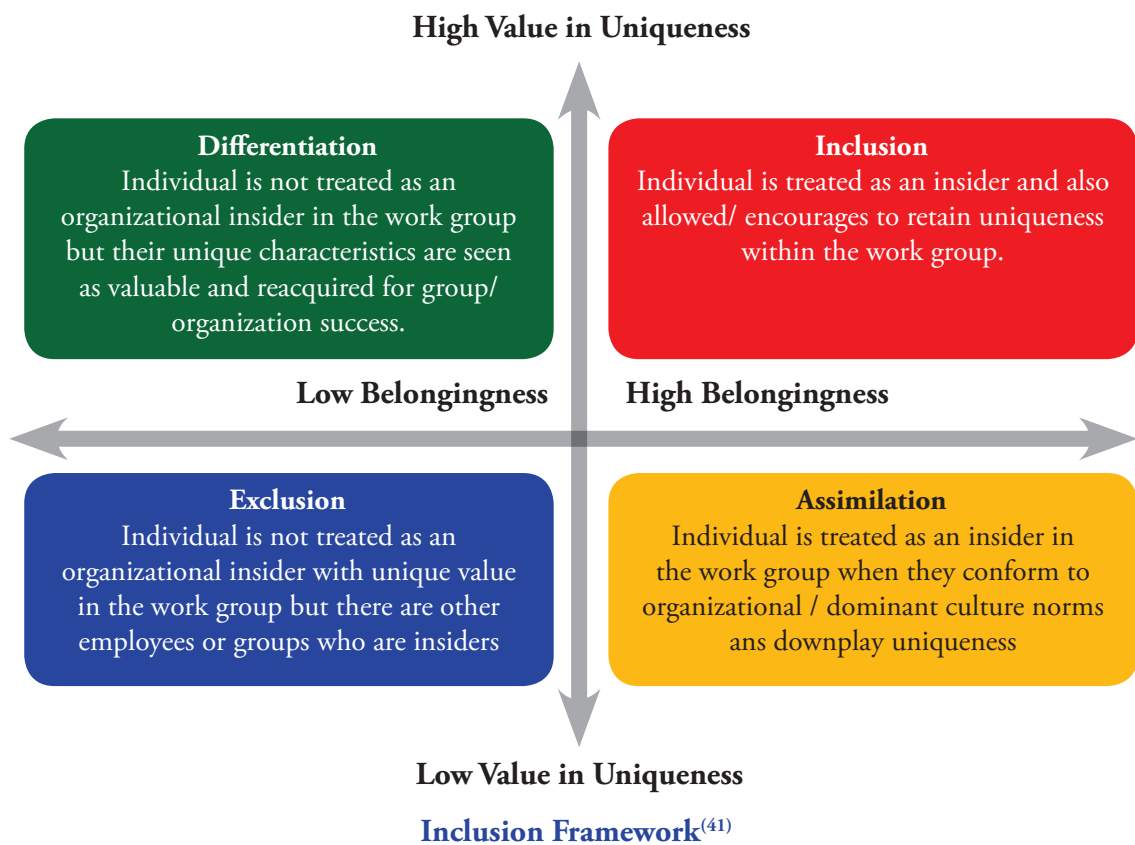 High Value in Uniqueness
Differentiation
Individual is not treated as an
organizational insider in the work group
but their unique characteristics are seen
as valuable and reacquired for group/
organization success.
Inclusion
Individual is treated as an insider and also
allowed/ encourages to retain uniqueness
within the work group.
Low Belongingness
High Belongingness
Exclusion
Individual is not treated as an
organizational insider with unique value
in the work group but there are other
employees or groups who are insiders
Assimilation
Individual is treated as an insider in
the work group when they conform to
organizational / dominant culture norms
ans downplay uniqueness
Low Value in Uniqueness
Inclusion Framework(41)